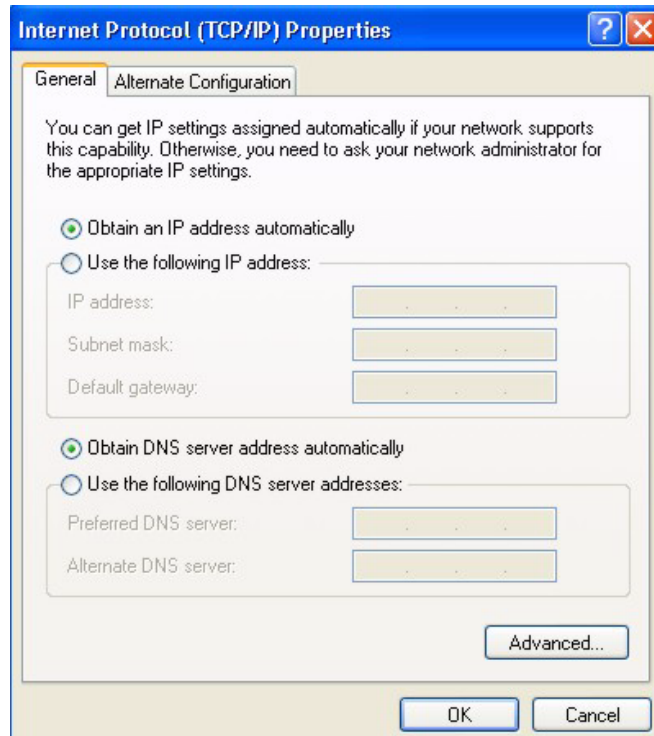 Internet Protocol (TCP/IP) Properties
General
Alternate Configuration
You can get IP settings assigned automatically if your network supports
this capability. Otherwise, you need to ask your network administrator for
the appropriate IP settings.
Obtain an IP address automatically
Use the following IP address:
IP address:
Subnet mask:
Default gateway:
Obtain DNS server address automatically
Use the following DNS server addresses:
Preferred DNS server:
Alternate DNS server:
Advanced...
OK
Cancel